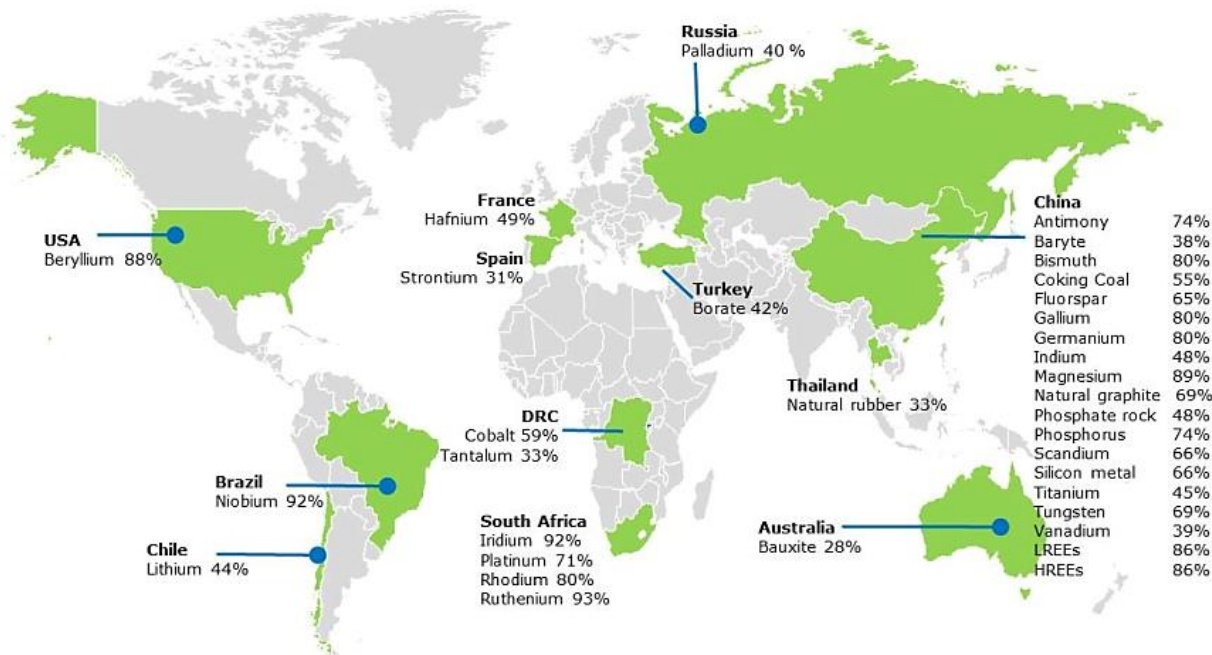 Russia
Palladium 40 %
France
Hafnium 49%
China
Antimony 74%
Baryte 38%
Bismuth 80%
Coking Coal 55%
Fluorspar 65%
Gallium 80%
Germanium 80%
Indium 48%
Magnesium 89%
Natural graphite 69%
Phosphate rock 48%
Phosphorus 74%
Scandium 66%
Silicon metal 66%
Titanium 45%
Tungsten 69%
Vanadium 39%
LREEs 86%
HREEs 86%
USA
Beryllium 88%
Spain
Strontium 31%
Turkey
Borate 42%
Thailand
Natural rubber 33%
DRC
Cobalt 59%
Tantalum 33%
Brazil
Niobium 92%
South Africa
Iridium 92%
Platinum 71%
Rhodium 80%
Ruthenium 93%
Australia
Bauxite 28%
Chile
Lithium 44%